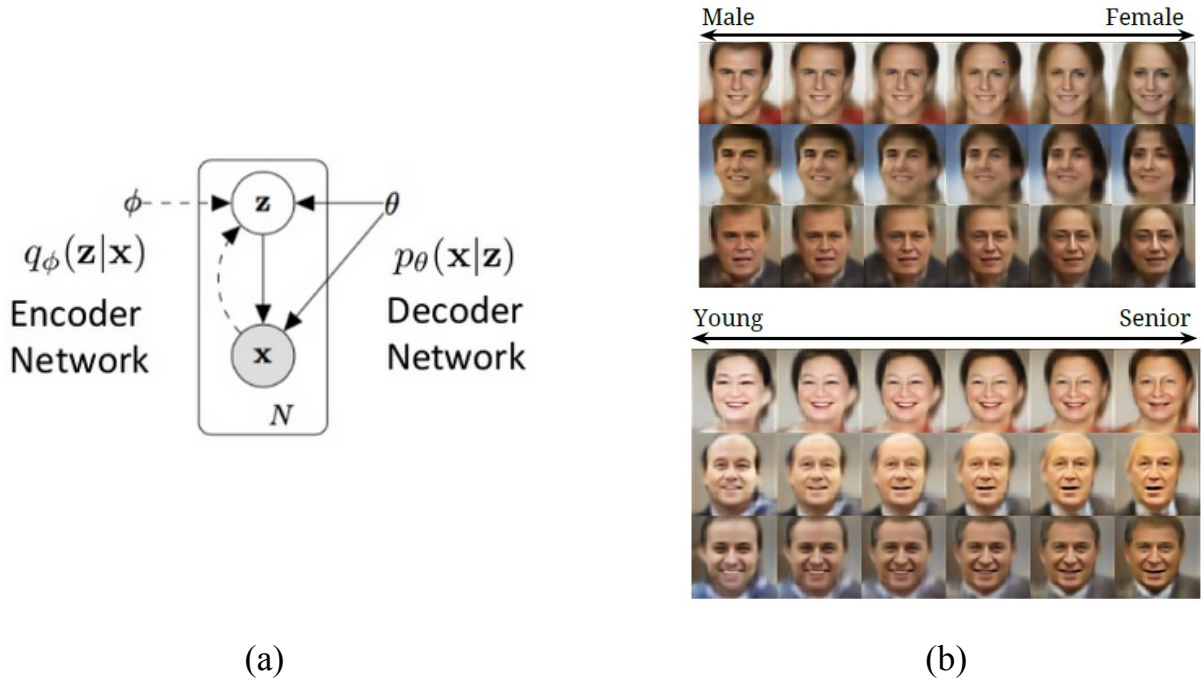 ϕ
z
θ
q_ϕ(z|x)
Encoder
Network
p_θ(x|z)
Decoder
Network
x
N
(a)
Male Female
Young Senior
(b)